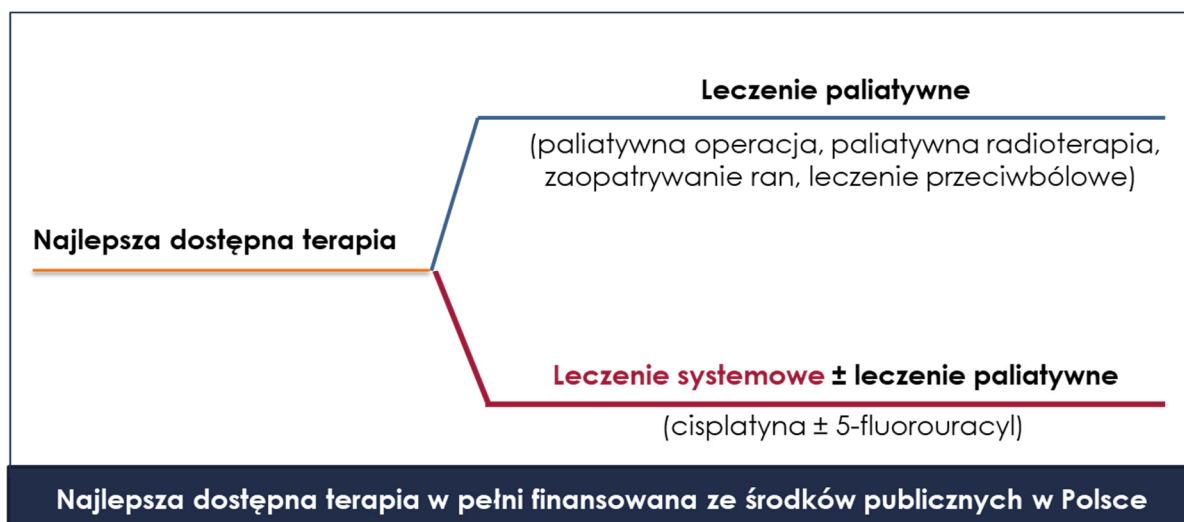 Leczenie paliatywne
(paliatywna operacja, paliatywna radioterapia,
zaopatrywanie ran, leczenie przeciwbólowe)
Najlepsza dostępna terapia
Leczenie systemowe ± leczenie paliatywne
(cisplatyna ± 5-fluorouracyl)
Najlepsza dostępna terapia w pełni finansowana ze środków publicznych w Polsce